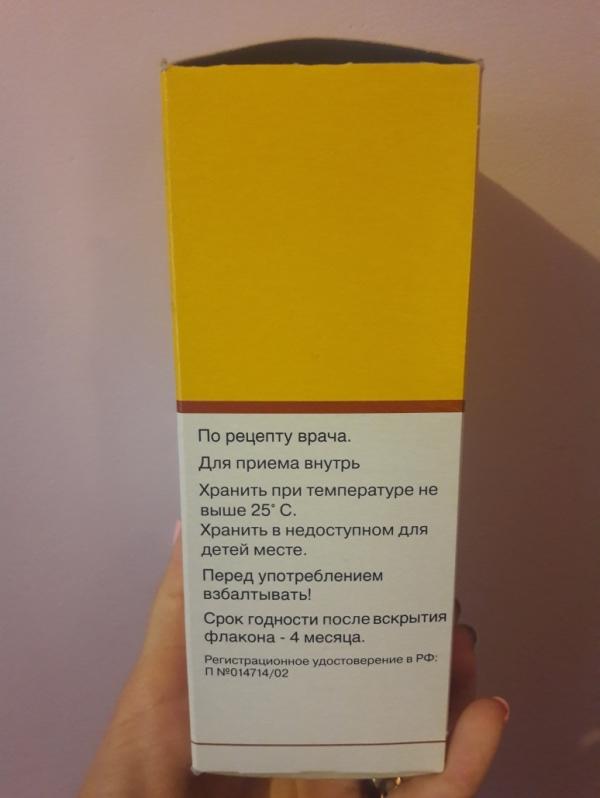 По рецепту врача.
Для приема внутрь
Хранить при температуре не
выше 25° С.
Хранить в недоступном для
детей месте.
Перед употреблением
взбалтывать!
Срок годности после вскрытия
флакона - 4 месяца.
Регистрационное удостоверение в РФ:
П №014714/02